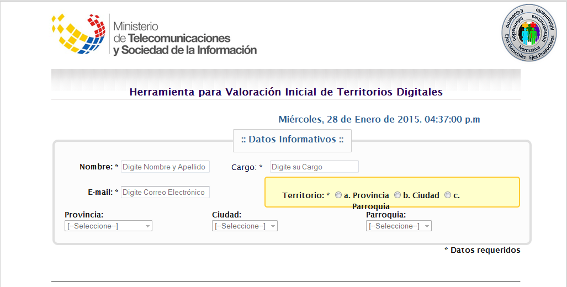 Ministerio
de Telecomunicaciones
y Sociedad de la Información
Herramienta para Valoración Inicial de Territorios Digitales
Miércoles, 28 de Enero de 2015. 04:37:00 p.m
:: Datos Informativos ::
Nombre: * Digite Nombre y Apellido Cargo: * Digite su Cargo
E-mail: * Digite Correo Electrónico Territorio: * a. Provincia b. Ciudad c.
Parroquia
Provincia: Ciudad: Parroquia:
[ Seleccione ] [ Seleccione ] [ Seleccione ]
* Datos requeridos